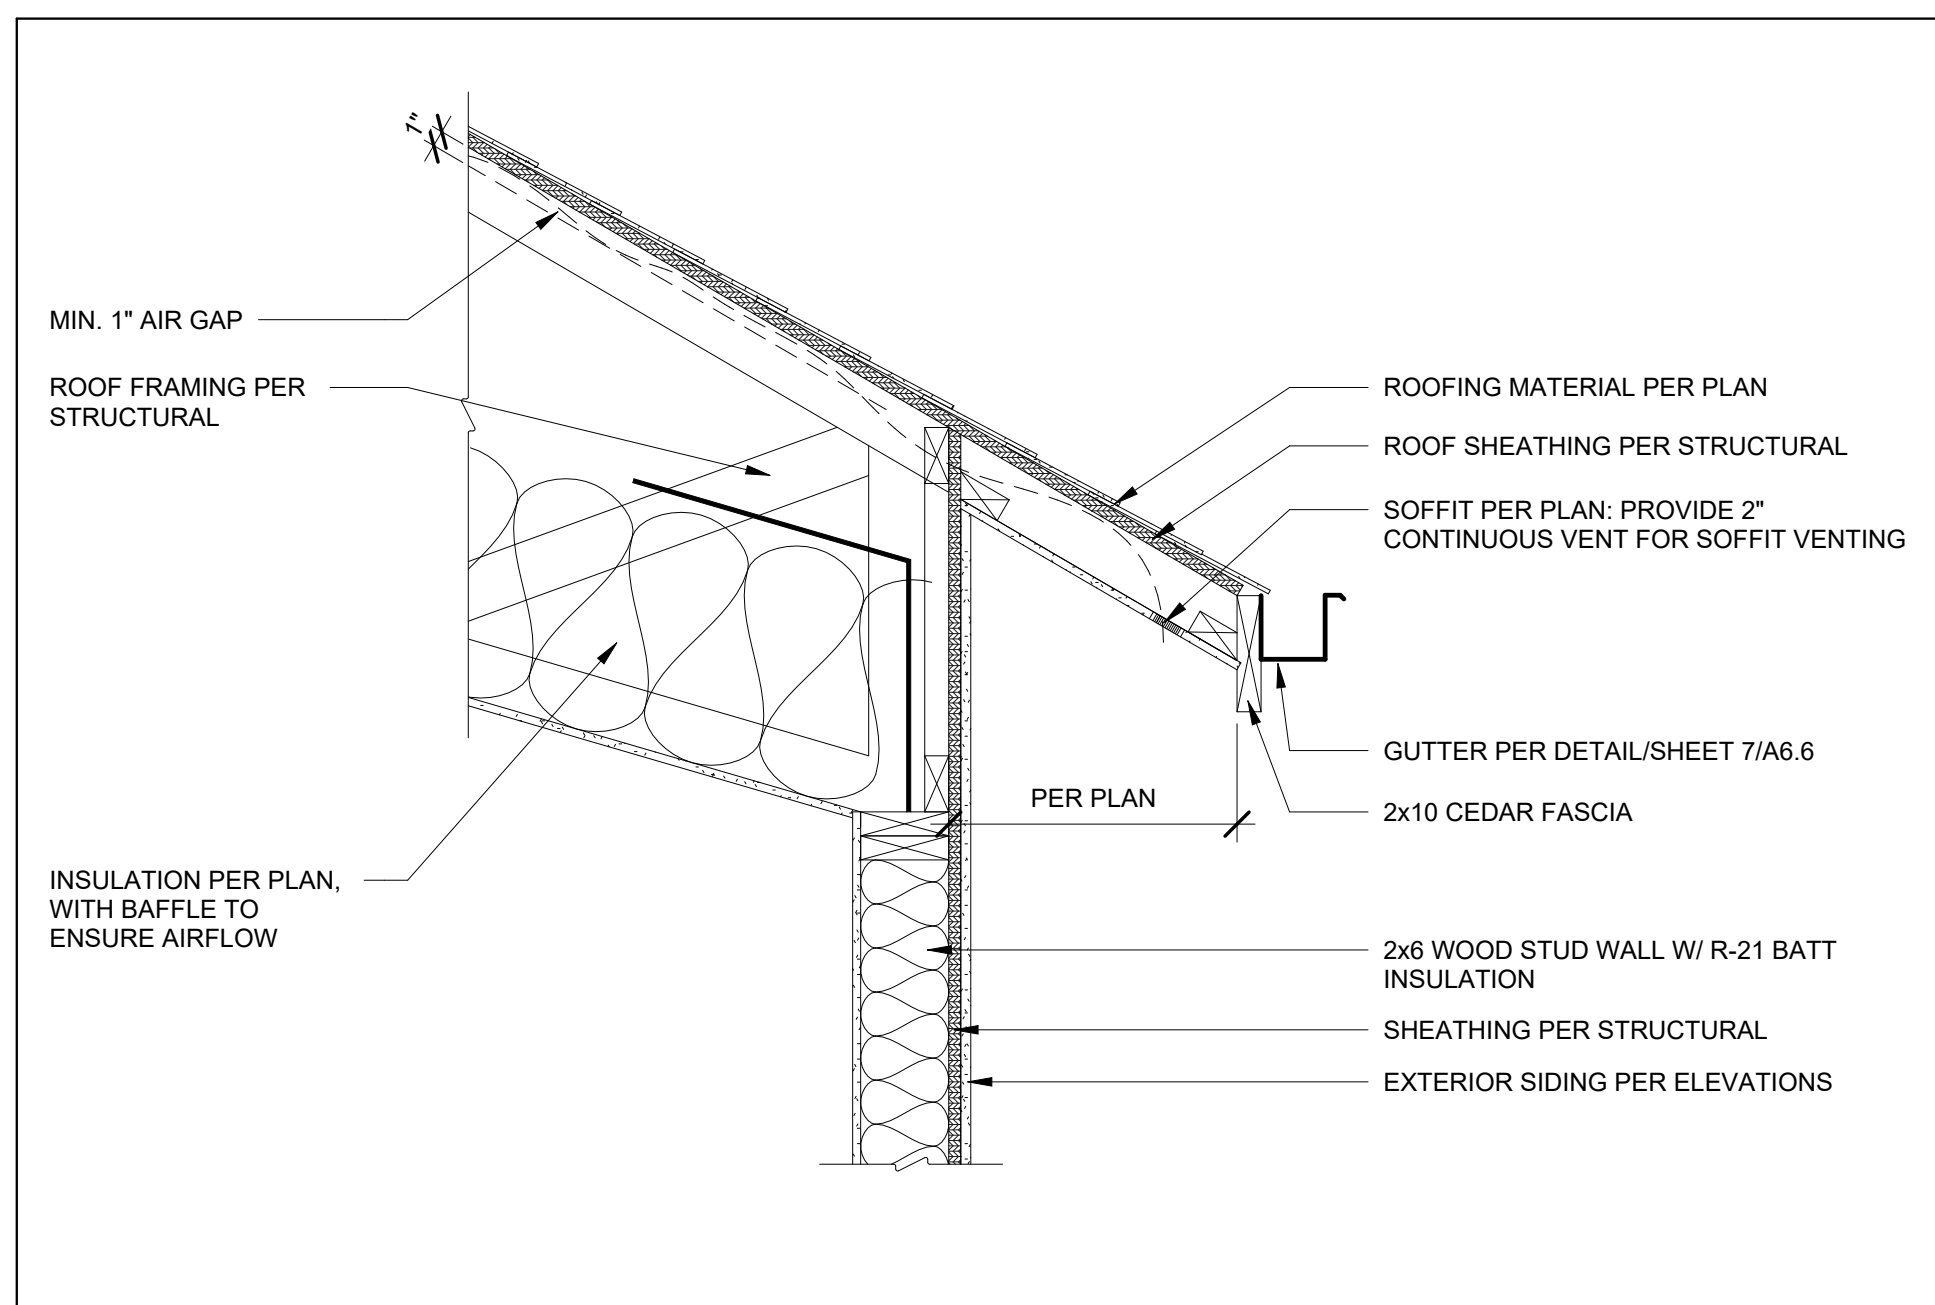 1"
MIN. 1" AIR GAP
ROOF FRAMING PER
STRUCTURAL
INSULATION PER PLAN,
WITH BAFFLE TO
ENSURE AIRFLOW
ROOFING MATERIAL PER PLAN
ROOF SHEATHING PER STRUCTURAL
SOFFIT PER PLAN: PROVIDE 2"
CONTINUOUS VENT FOR SOFFIT VENTING
GUTTER PER DETAIL/SHEET 7/A6.6
PER PLAN
2x10 CEDAR FASCIA
2x6 WOOD STUD WALL W/ R-21 BATT
INSULATION
SHEATHING PER STRUCTURAL
EXTERIOR SIDING PER ELEVATIONS